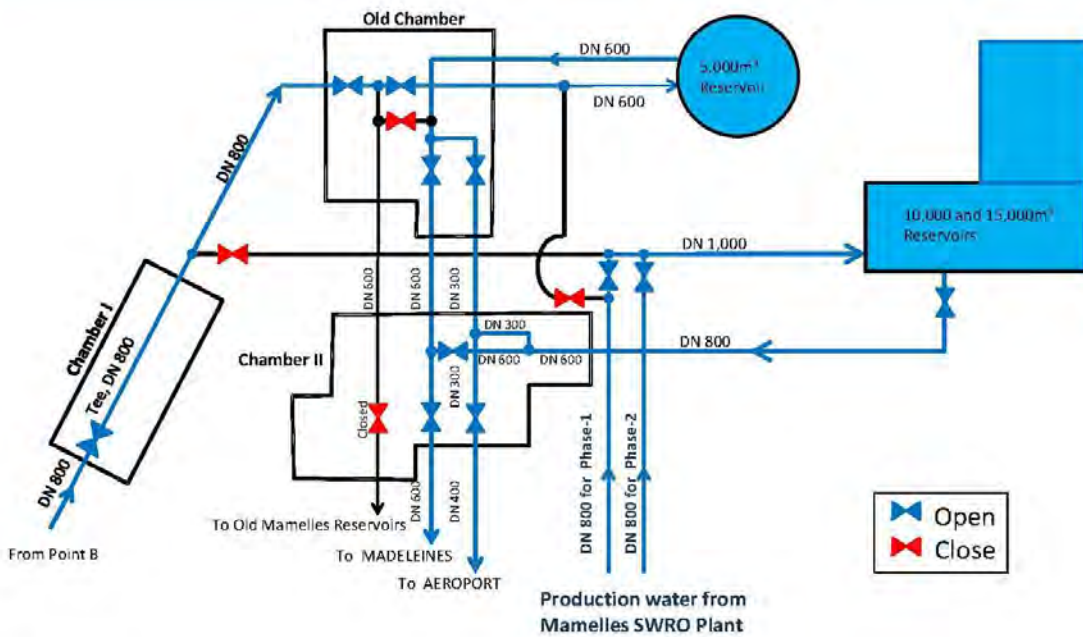 Old Chamber
DN 600
5,000m³
Reservoir
DN 600
DN 800
10,000 and 15,000m³
Reservoirs
DN 1,000
DN 600
DN 600
DN 300
Chamber I
Tee, DN 800
DN 800
Chamber II
DN 300
DN 600
DN 600
DN 800
DN 300
Closed
DN 600
DN 400
DN 800 for Phase-1
DN 800 for Phase-2
To Old Mamelles Reservoirs
To MADELEINES
To AEROPORT
From Point B
Open
Close
Production water from
Mamelles SWRO Plant